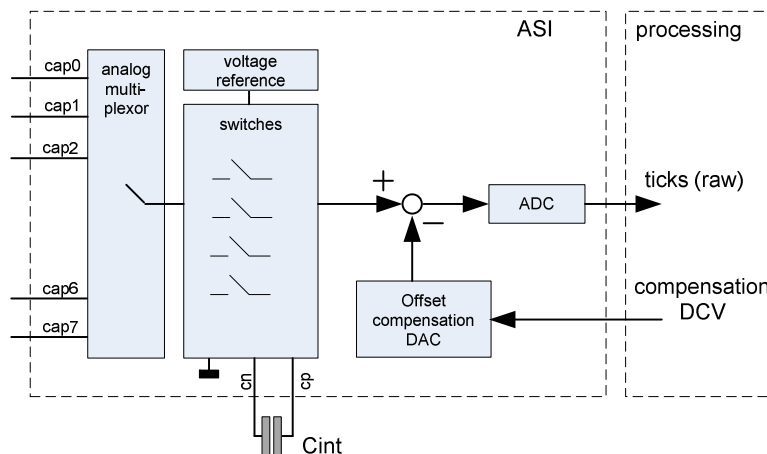 ASI
processing
cap0
cap1
cap2
cap6
cap7
analog
multi-
plexor
voltage
reference
switches
+
−
ADC
ticks (raw)
Offset
compensation
DAC
compensation
DCV
cn
cp
Cint